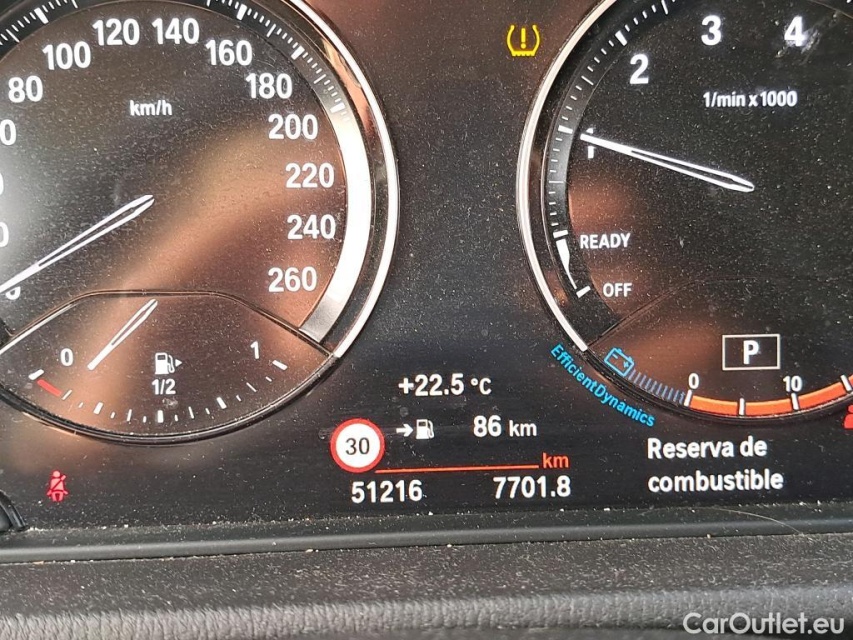 80
100
120
140
160
180
200
220
240
260
km/h
0
1/2
1
+22.5 °C
30
86 km
km
51216
7701.8
1
2
3
4
1/min x 1000
READY
OFF
EfficientDynamics
P
0
10
Reserva de
combustible
CarOutlet.eu